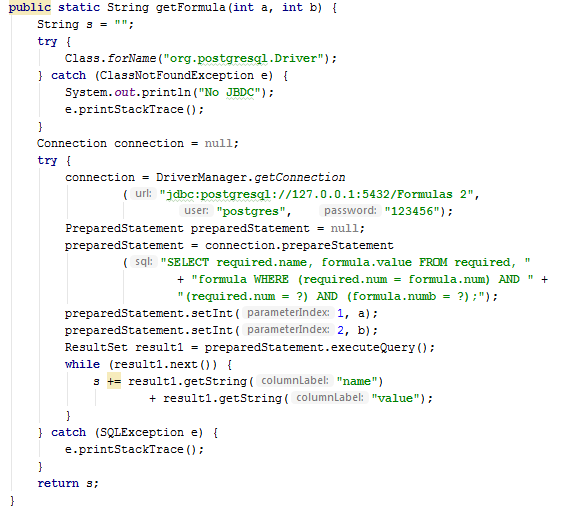 public static String getFormula(int a, int b) {
    String s = "";
    try {
        Class.forName("org.postgresql.Driver");
    } catch (ClassNotFoundException e) {
        System.out.println("No JBDC");
        e.printStackTrace();
    }
    Connection connection = null;
    try {
        connection = DriverManager.getConnection
                ( url: "jdbc:postgresql://127.0.0.1:5432/Formulas 2",
                        user: "postgres", password: "123456");
        PreparedStatement preparedStatement = null;
        preparedStatement = connection.prepareStatement
                ( sql: "SELECT required.name, formula.value FROM required, "
                        + "formula WHERE (required.num = formula.num) AND " +
                        "(required.num = ?) AND (formula.numb = ?);");
        preparedStatement.setInt( parameterIndex: 1, a);
        preparedStatement.setInt( parameterIndex: 2, b);
        ResultSet result1 = preparedStatement.executeQuery();
        while (result1.next()) {
            s += result1.getString( columnLabel: "name")
                    + result1.getString( columnLabel: "value");
        }
    } catch (SQLException e) {
        e.printStackTrace();
    }
    return s;
}